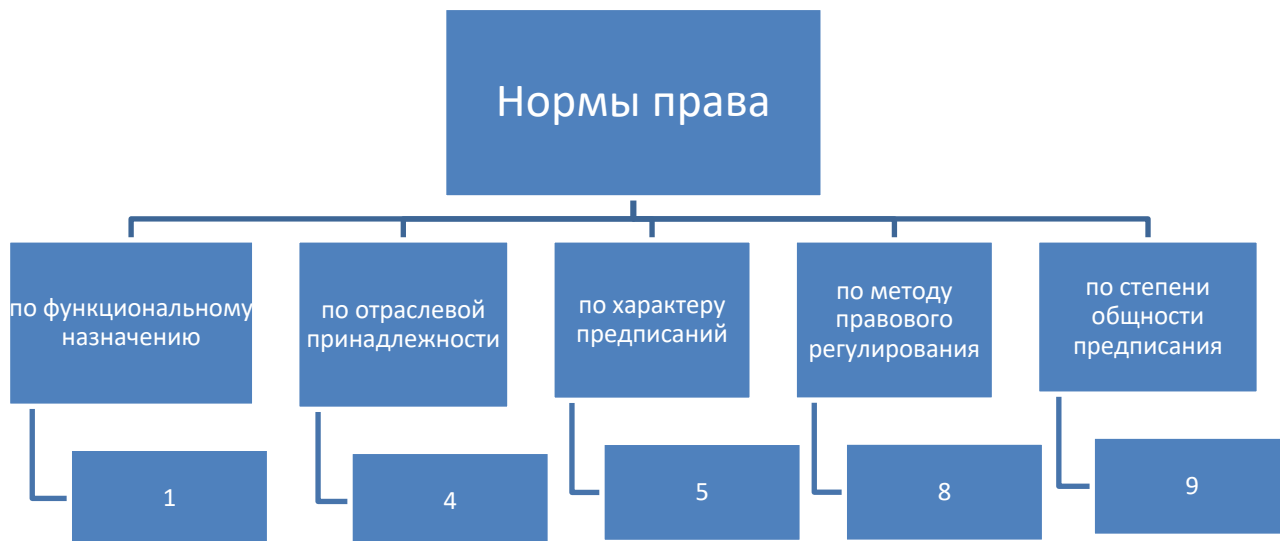 Нормы права
по функциональному
назначению
по отраслевой
принадлежности
по характеру
предписаний
по методу
правового
регулирования
по степени
общности
предписания
1
4
5
8
9